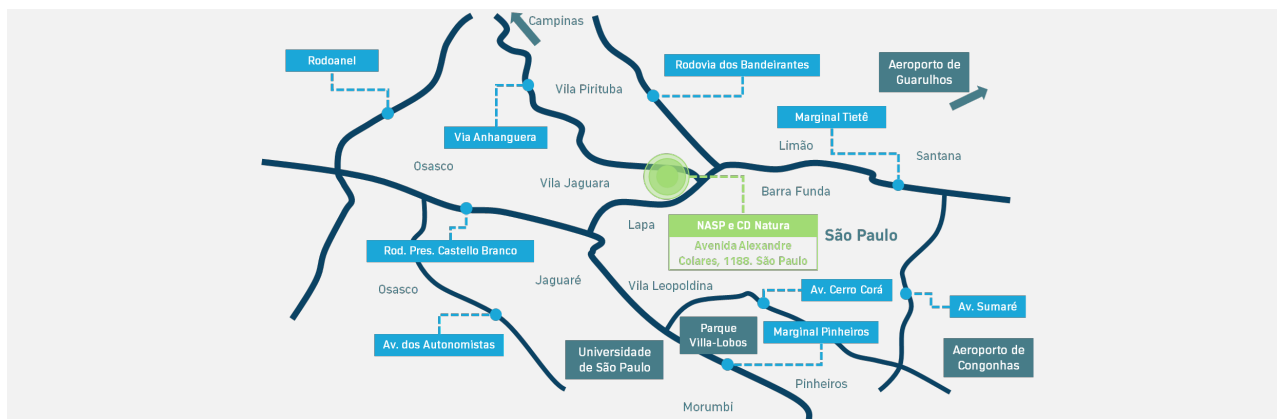 Campinas
Rodoanel
Rodovia dos Bandeirantes
Aeroporto de
Guarulhos
Vila Pirituba
Marginal Tietê
Via Anhanguera
Limão
Santana
Osasco
Vila Jaguara
Barra Funda
Lapa
NASP e CD Natura
Avenida Alexandre
Colares, 1188. São Paulo
São Paulo
Rod. Pres. Castello Branco
Jaguaré
Osasco
Vila Leopoldina
Av. Cerro Corá
Av. Sumaré
Av. dos Autonomistas
Parque
Villa-Lobos
Marginal Pinheiros
Universidade
de São Paulo
Aeroporto de
Congonhas
Pinheiros
Morumbi